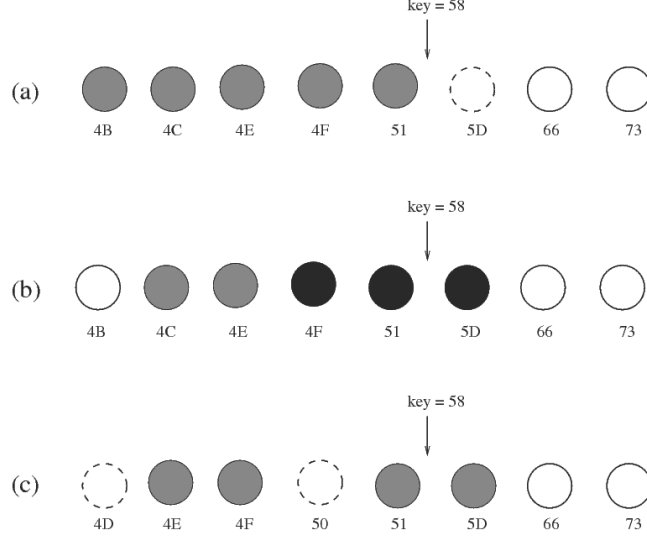 key = 58
(a)
4B 4C 4E 4F 51 5D 66 73
key = 58
(b)
4B 4C 4E 4F 51 5D 66 73
key = 58
(c)
4D 4E 4F 50 51 5D 66 73